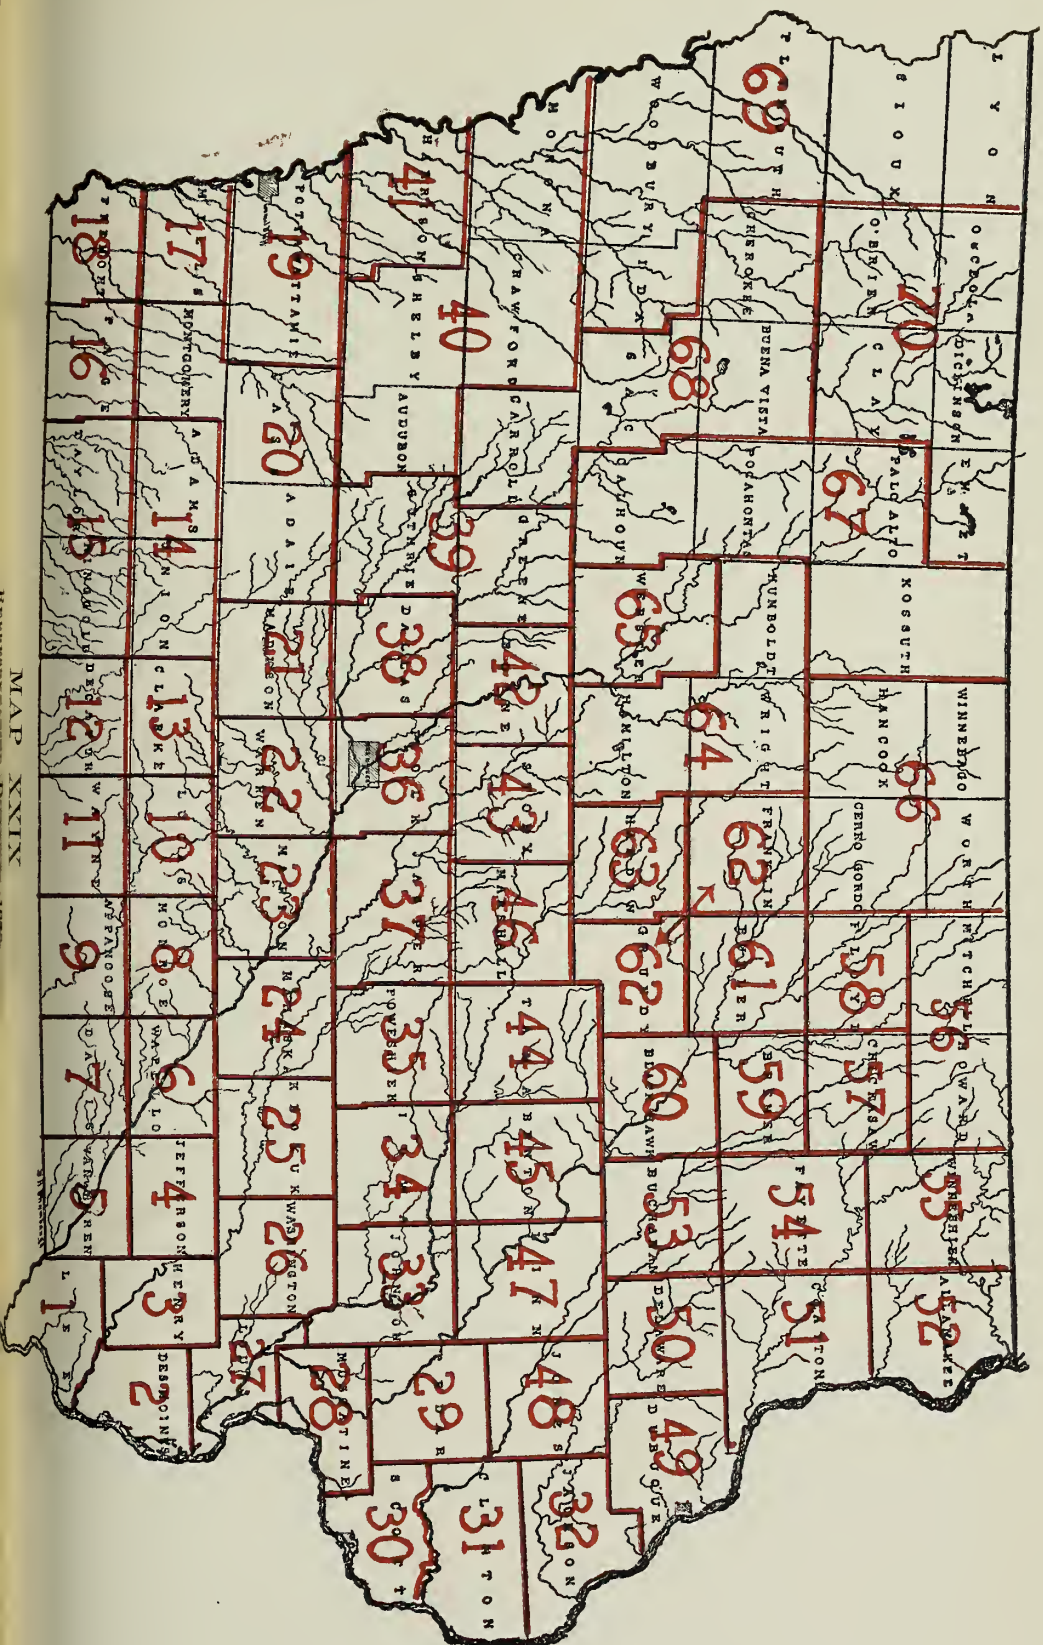 LYON
OSCEOLA
DICKINSON
EMMET
KOSSUTH
WINNEBAGO
WORTH
MITCHELL
HOWARD
WINNESHIEK
ALLAMAKEE
SIOUX
O'BRIEN
CLAY
PALO ALTO
HANCOCK
CERRO GORDO
FLOYD
CHICKASAW
PLYMOUTH
CHEROKEE
BUENA VISTA
POCAHONTAS
HUMBOLDT
WRIGHT
FRANKLIN
BUTLER
BREMER
FAYETTE
CLAYTON
WOODBURY
IDA
SAC
CALHOUN
WEBSTER
HAMILTON
HARDIN
GRUNDY
BLACKHAWK
BUCHANAN
DELAWARE
DUBUQUE
MONONA
CRAWFORD
CARROLL
GREENE
BOONE
STORY
MARSHALL
TAMA
BENTON
LINN
JONES
JACKSON
HARRISON
SHELBY
AUDUBON
GUTHRIE
DALLAS
POLK
JASPER
POWESHIEK
IOWA
JOHNSON
CEDAR
CLINTON
SCOTT
POTTAWATTAMIE
CASS
ADAIR
MADISON
WARREN
MARION
MAHASKA
KEOKUK
WASHINGTON
LOUISA
MUSCATINE
MILLS
MONTGOMERY
ADAMS
UNION
CLARKE
LUCAS
MONROE
WAPELLO
JEFFERSON
HENRY
DES MOINES
FREMONT
PAGE
TAYLOR
RINGGOLD
DECATUR
WAYNE
APPANOOSE
DAVIS
VAN BUREN
LEE
70
67
66
56
55
52
69
58
57
54
51
68
64
62
61
59
65
63
62
60
53
50
49
40
39
42
43
46
44
45
47
48
32
41
38
36
37
35
34
33
29
31
30
19
20
21
22
23
24
25
26
27
28
17
14
13
10
8
6
4
3
2
18
16
15
12
11
9
7
5
1
MAP XXIX